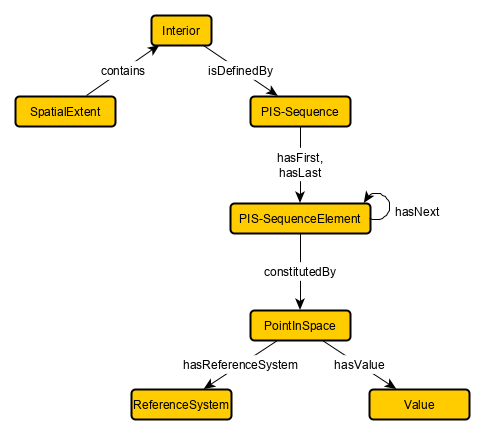 Interior
contains
isDefinedBy
SpatialExtent
PIS-Sequence
hasFirst,
hasLast
PIS-SequenceElement
hasNext
constitutedBy
PointInSpace
hasReferenceSystem
hasValue
ReferenceSystem
Value